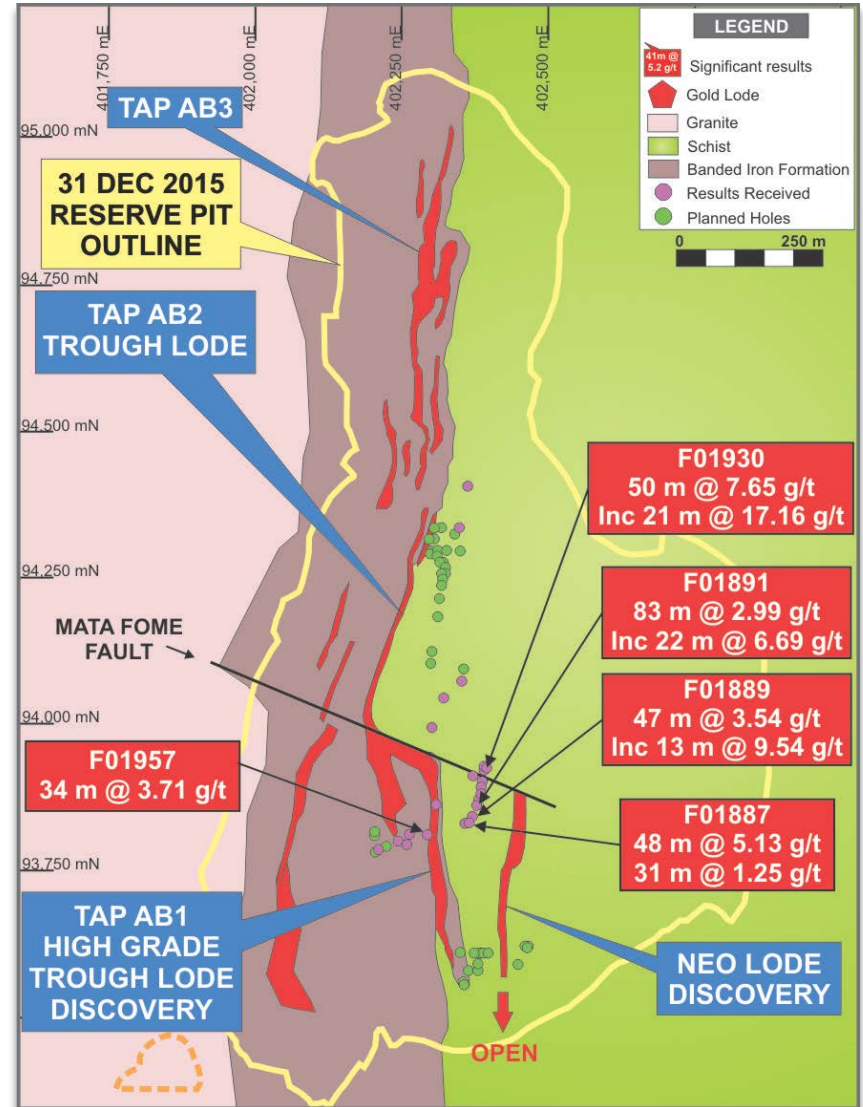 401,750 mE
402,000 mE
402,250 mE
402,500 mE
LEGEND
41m @
5.2 g/t
Significant results
Gold Lode
Granite
Schist
Banded Iron Formation
Results Received
Planned Holes
0
250 m
TAP AB3
95,000 mN
31 DEC 2015
RESERVE PIT
OUTLINE
94,750 mN
TAP AB2
TROUGH LODE
94,500 mN
F01930
50 m @ 7.65 g/t
Inc 21 m @ 17.16 g/t
94,250 mN
F01891
83 m @ 2.99 g/t
Inc 22 m @ 6.69 g/t
MATA FOME
FAULT
F01889
47 m @ 3.54 g/t
Inc 13 m @ 9.54 g/t
94,000 mN
F01957
34 m @ 3.71 g/t
F01887
48 m @ 5.13 g/t
31 m @ 1.25 g/t
93,750 mN
TAP AB1
HIGH GRADE
TROUGH LODE
DISCOVERY
NEO LODE
DISCOVERY
OPEN